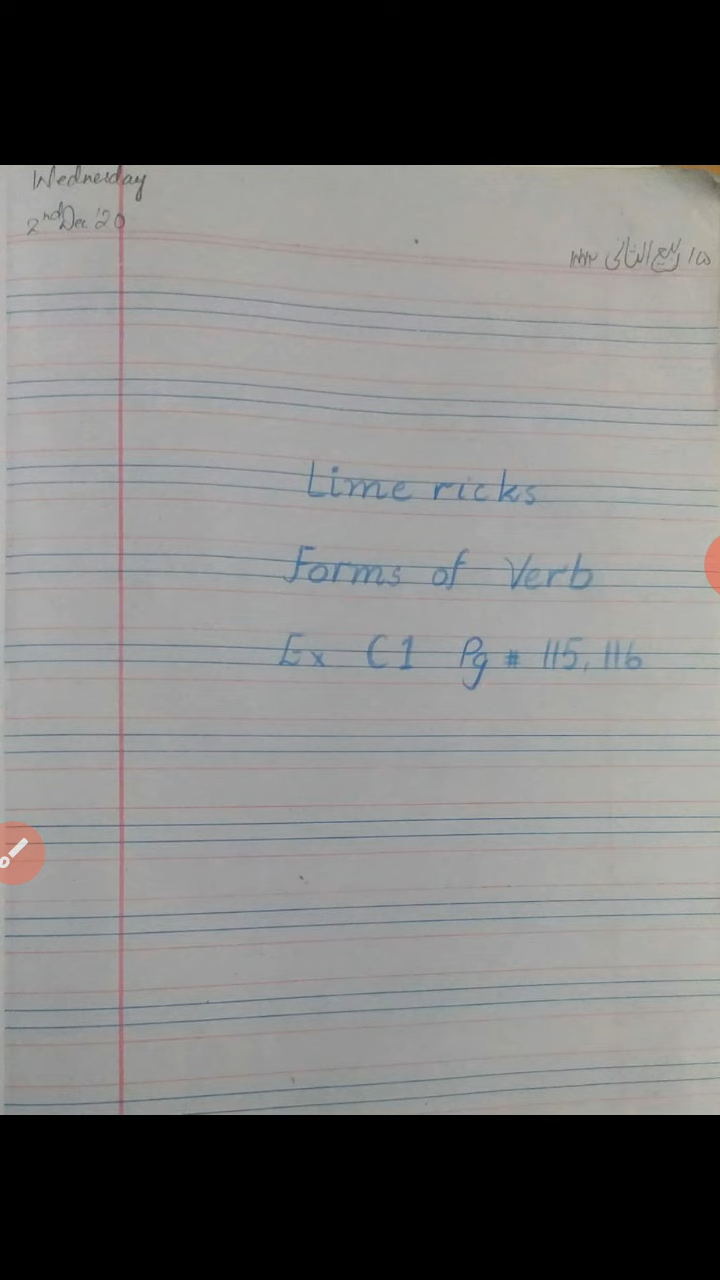 Wednesday
2nd Dec '20
۱۵ ربیع الثانی ۱۴۴۲
Lime ricks
Forms of Verb
Ex C1 Pg # 115, 116